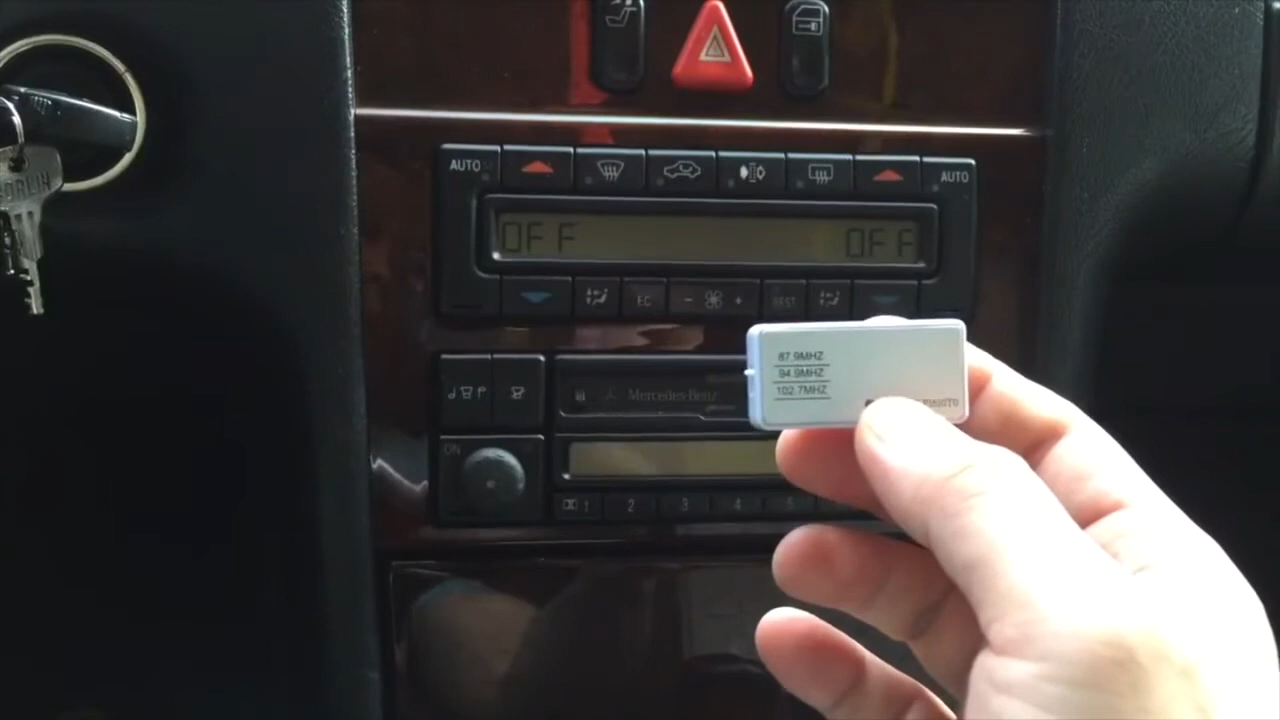 AUTO AUTO
OFF OFF
EC - + REST
87.9MHZ
94.9MHZ
102.7MHZ
Mercedes-Benz
ON
1 2 3 4 5